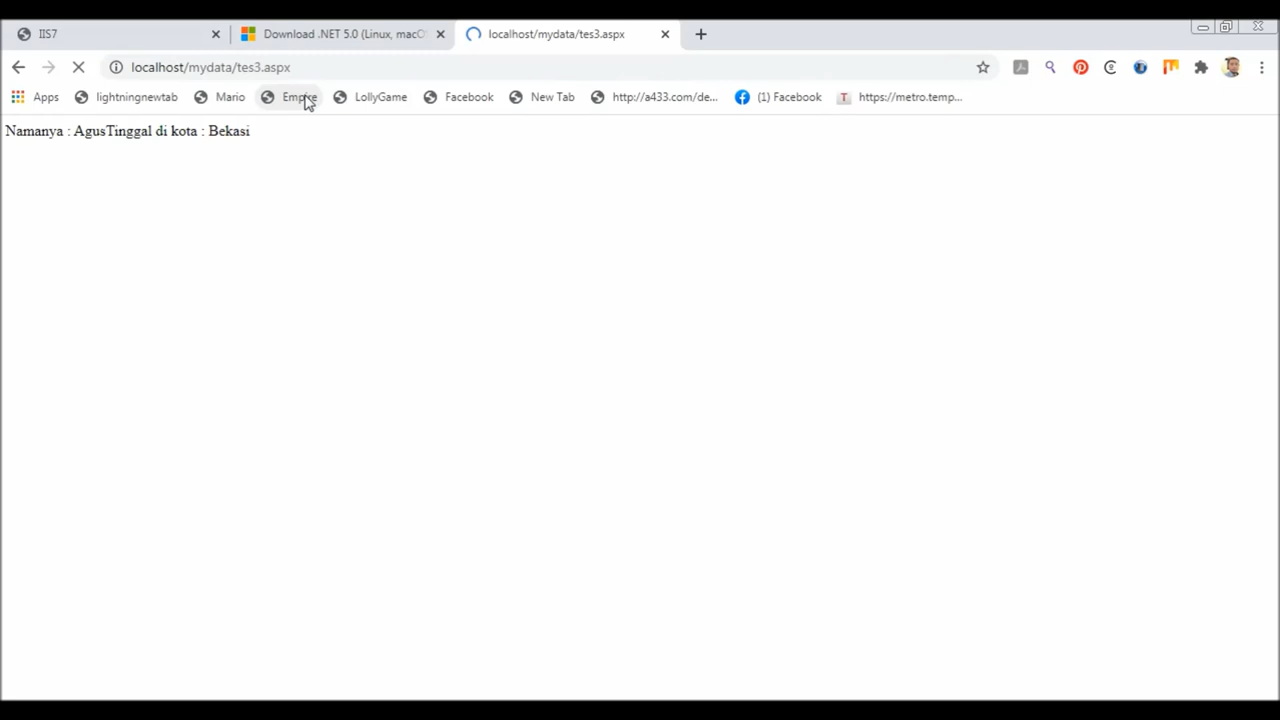 IIS7
Download .NET 5.0 (Linux, macO
localhost/mydata/tes3.aspx
localhost/mydata/tes3.aspx
Apps
lightningnewtab
Mario
Empire
LollyGame
Facebook
New Tab
http://a433.com/de...
(1) Facebook
T
https://metro.temp...
Namanya : AgusTinggal di kota : Bekasi